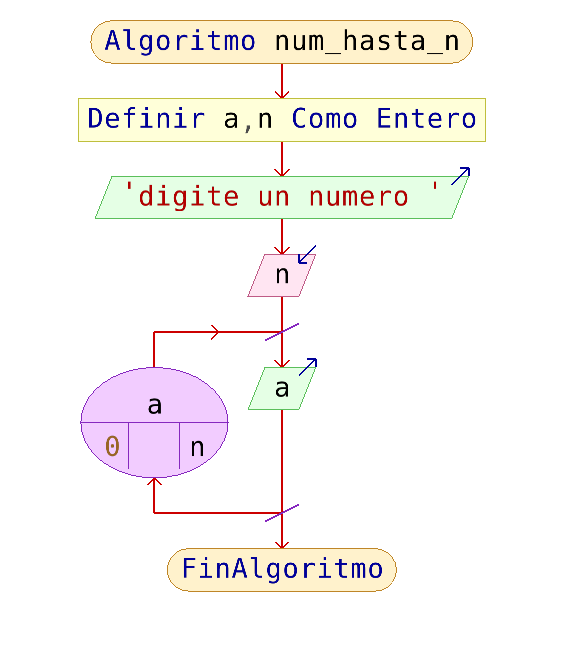 Algoritmo num_hasta_n
Definir a,n Como Entero
'digite un numero '
n
a
a
0 n
FinAlgoritmo